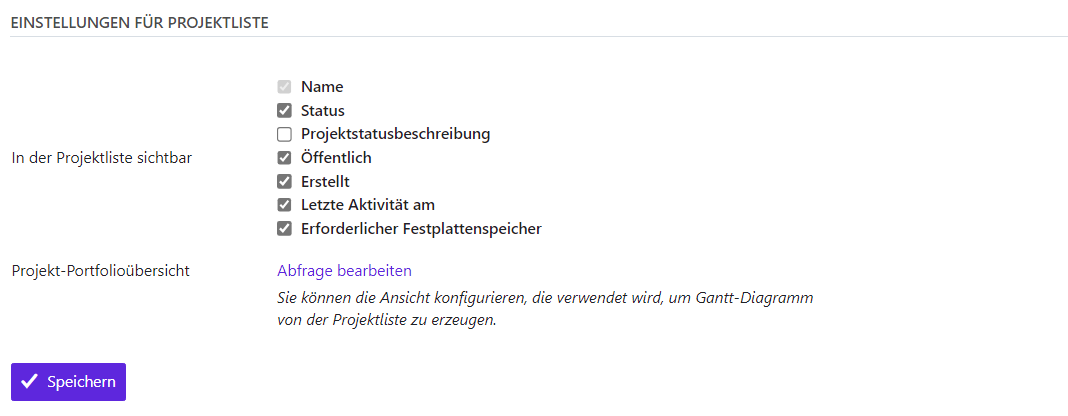 EINSTELLUNGEN FÜR PROJEKTLISTE
In der Projektliste sichtbar
Name
Status
Projektstatusbeschreibung
Öffentlich
Erstellt
Letzte Aktivität am
Erforderlicher Festplattenspeicher
Projekt-Portfolioübersicht
Abfrage bearbeiten
Sie können die Ansicht konfigurieren, die verwendet wird, um Gantt-Diagramm
von der Projektliste zu erzeugen.
Speichern